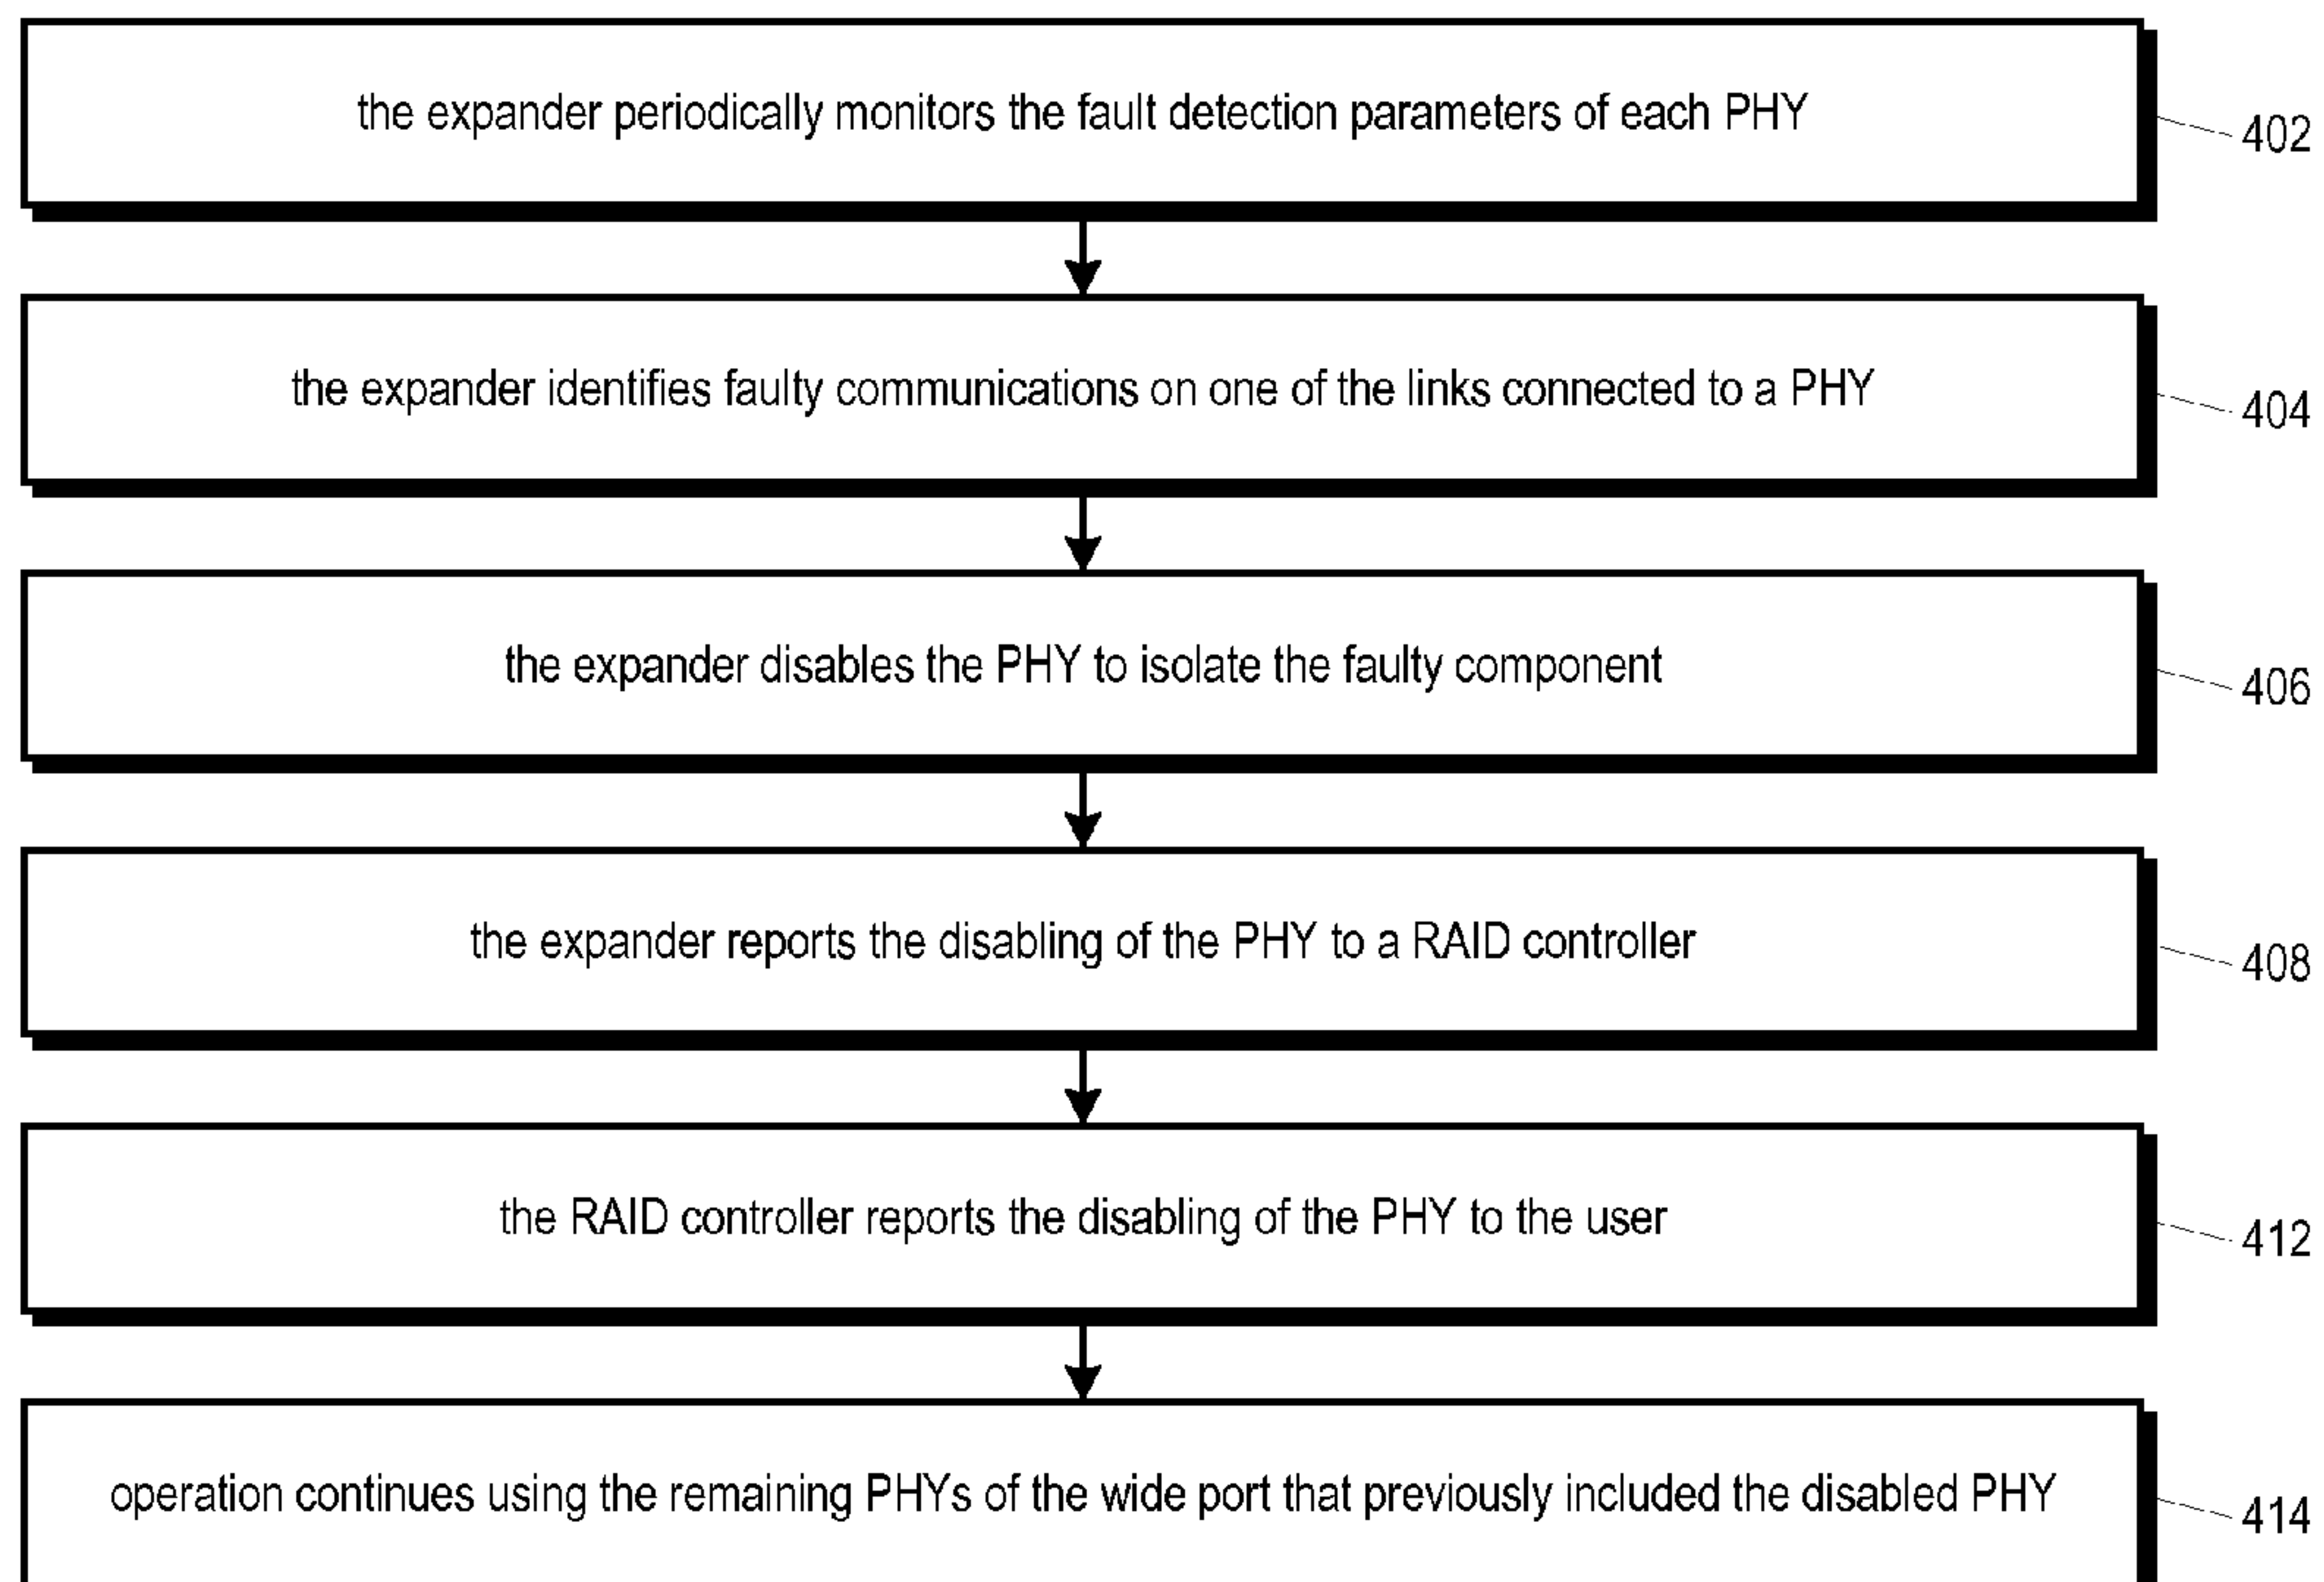 the expander periodically monitors the fault detection parameters of each PHY
402
the expander identifies faulty communications on one of the links connected to a PHY
404
the expander disables the PHY to isolate the faulty component
406
the expander reports the disabling of the PHY to a RAID controller
408
the RAID controller reports the disabling of the PHY to the user
412
operation continues using the remaining PHYs of the wide port that previously included the disabled PHY
414